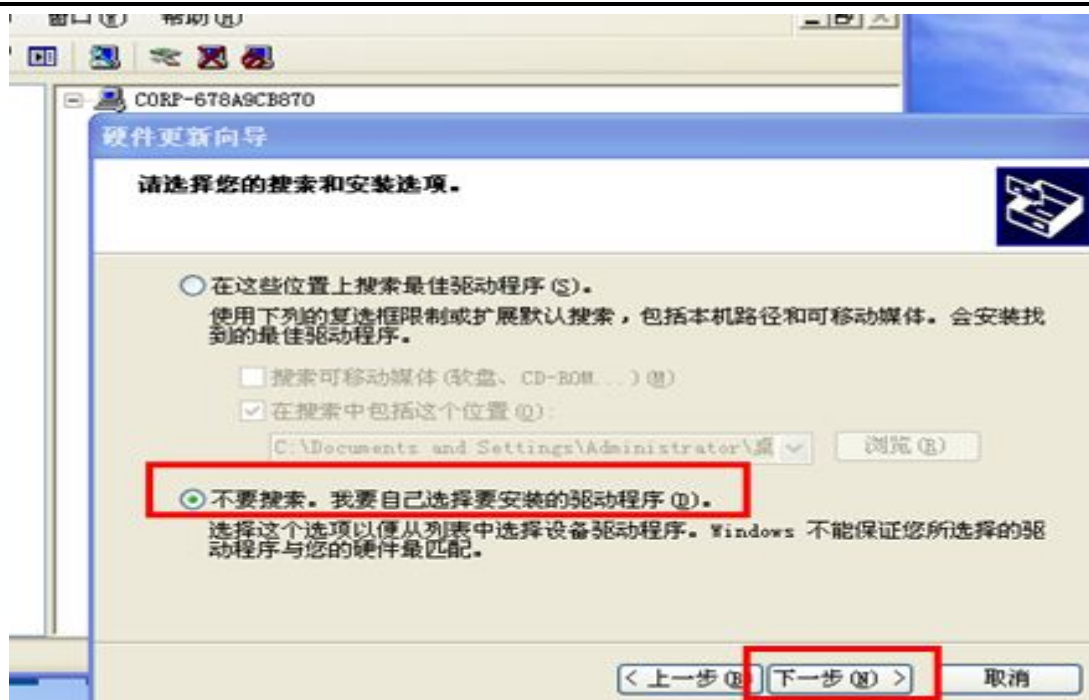 窗口(W) 帮助(H)
CORP-678A9CB870
硬件更新向导
请选择您的搜索和安装选项。
在这些位置上搜索最佳驱动程序(S)。
使用下列的复选框限制或扩展默认搜索，包括本机路径和可移动媒体。会安装找
到的最佳驱动程序。
搜索可移动媒体(软盘、CD-ROM...)(M)
在搜索中包括这个位置(O):
C:\Documents and Settings\Administrator\桌
浏览(R)
不要搜索。我要自己选择要安装的驱动程序(D)。
选择这个选项以便从列表中选择设备驱动程序。Windows 不能保证您所选择的驱
动程序与您的硬件最匹配。
< 上一步(B) 下一步(N) > 取消